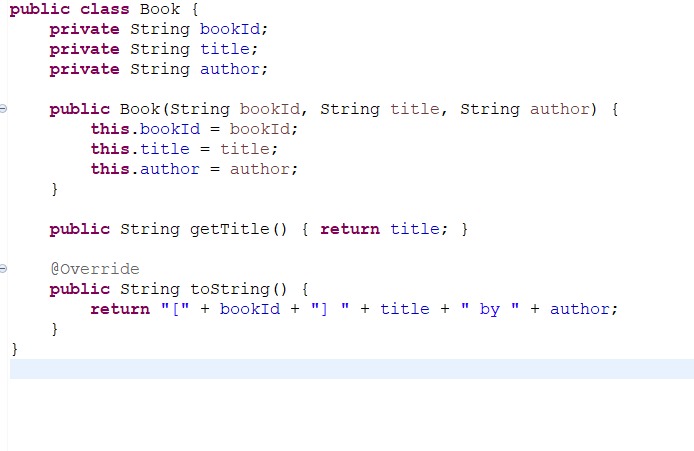 public class Book {
    private String bookId;
    private String title;
    private String author;

    public Book(String bookId, String title, String author) {
        this.bookId = bookId;
        this.title = title;
        this.author = author;
    }

    public String getTitle() { return title; }

    @Override
    public String toString() {
        return "[" + bookId + "] " + title + " by " + author;
    }
}